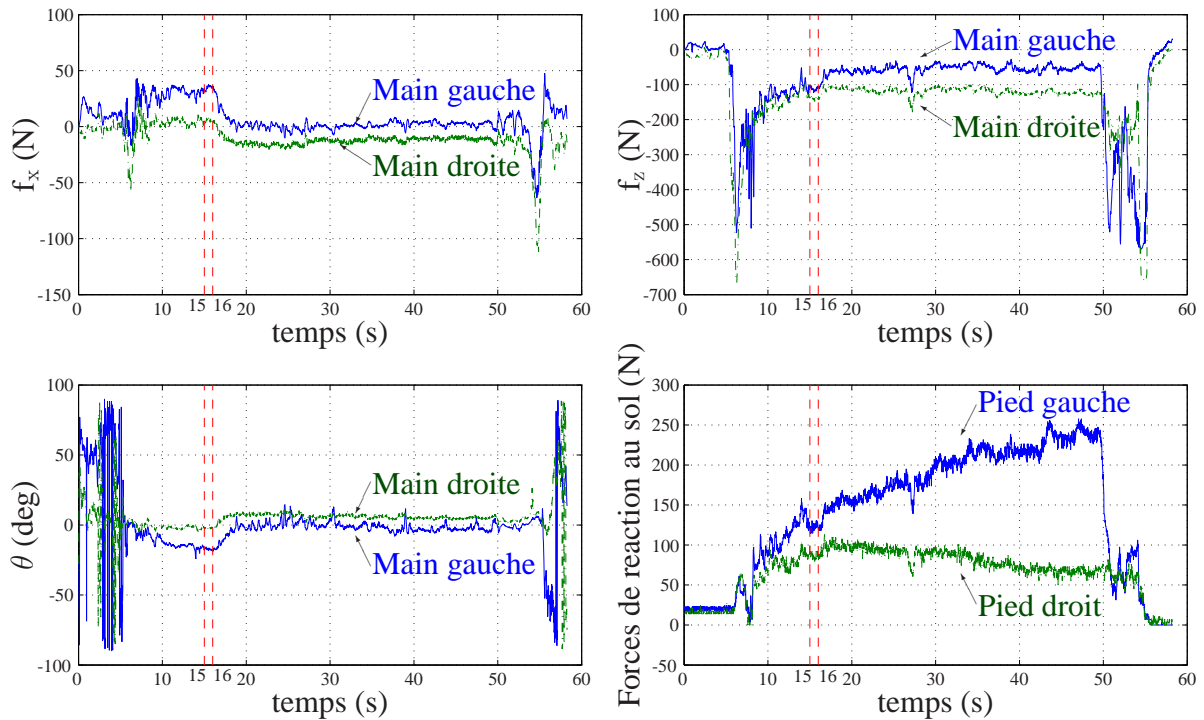 100
50
0
-50
-100
-150
f_x (N)
Main gauche
Main droite
0 10 15 16 20 30 40 50 60
temps (s)
100
0
-100
-200
-300
-400
-500
-600
-700
f_z (N)
Main gauche
Main droite
0 10 15 16 20 30 40 50 60
temps (s)
100
50
0
-50
-100
θ (deg)
Main droite
Main gauche
0 10 15 16 20 30 40 50 60
temps (s)
300
250
200
150
100
50
0
-50
Forces de reaction au sol (N)
Pied gauche
Pied droit
0 10 15 16 20 30 40 50 60
temps (s)